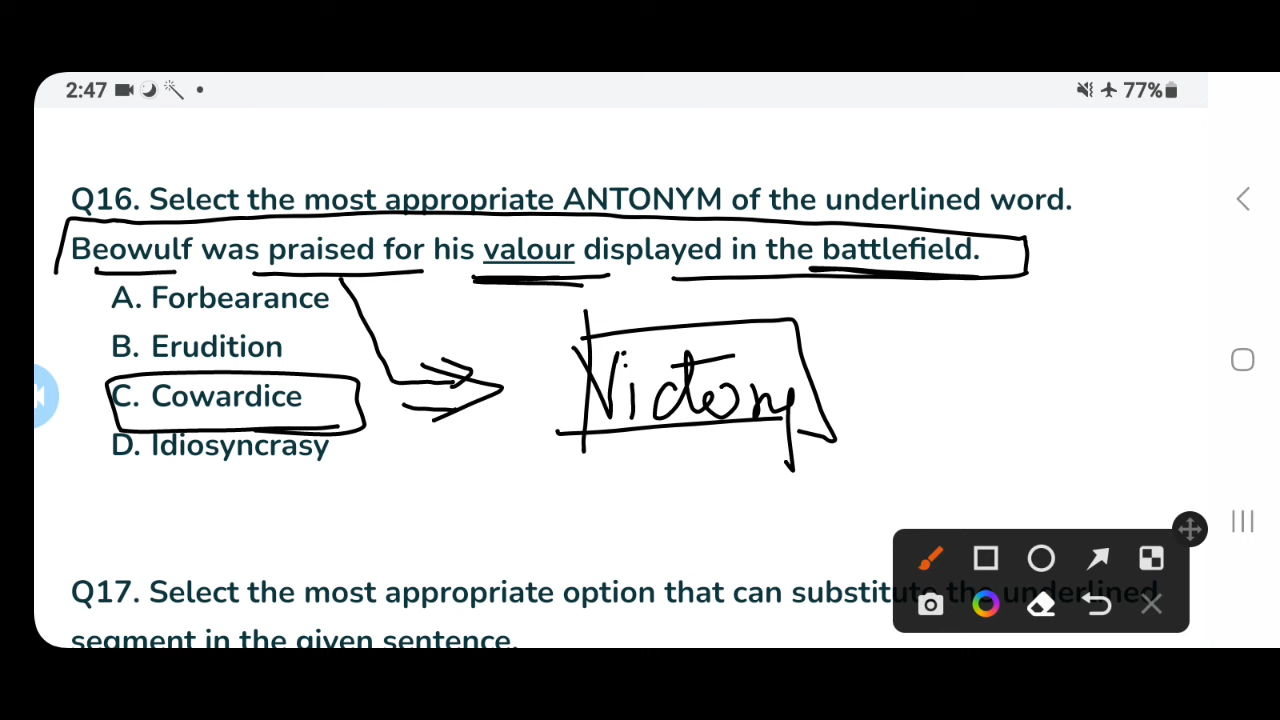 2:47 77%
Q16. Select the most appropriate ANTONYM of the underlined word.
Beowulf was praised for his valour displayed in the battlefield.
A. Forbearance
B. Erudition
C. Cowardice
D. Idiosyncrasy
Victory
Q17. Select the most appropriate option that can substitute the underlined
segment in the given sentence.